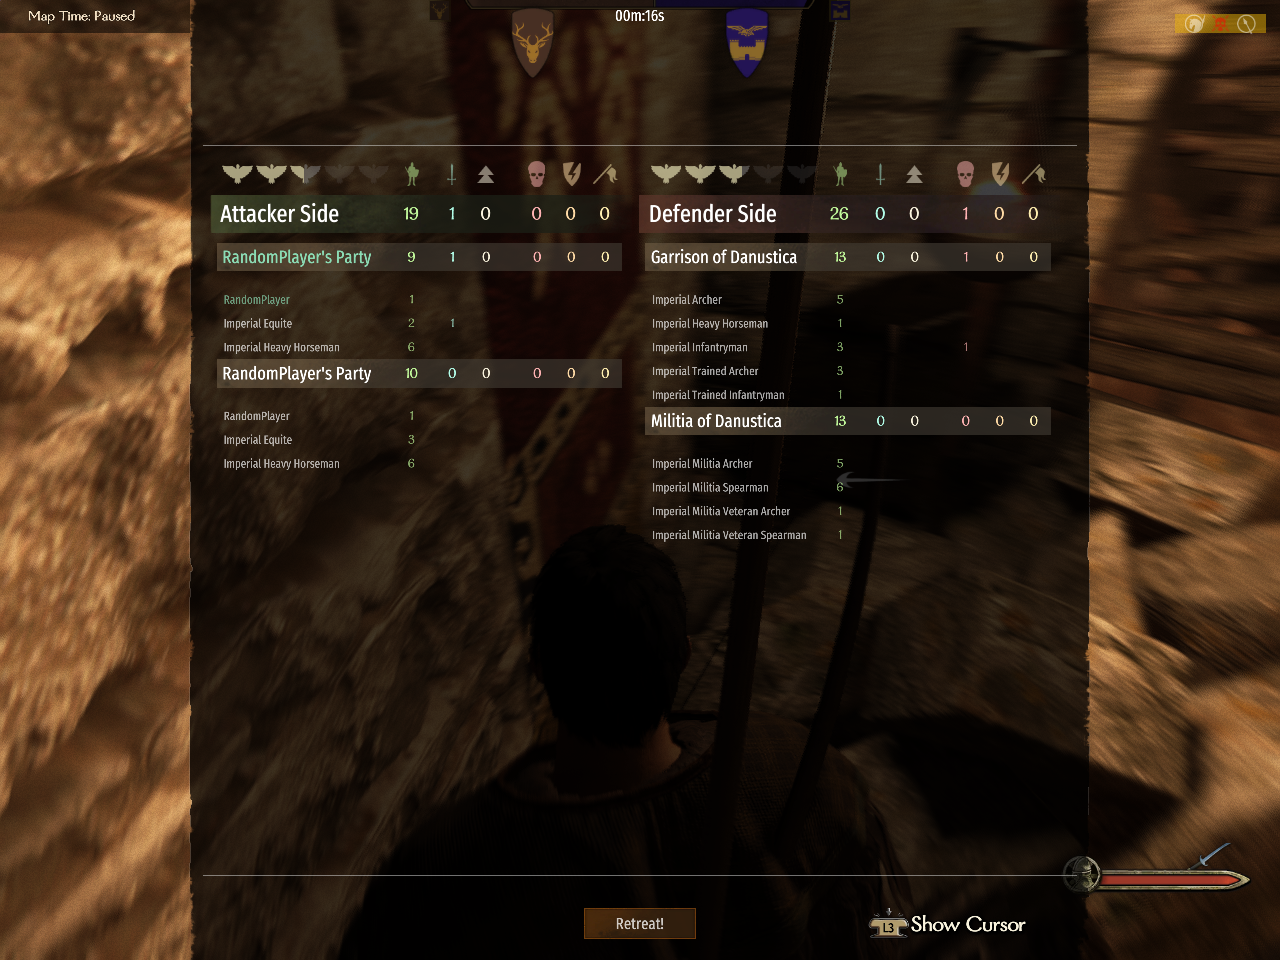 Map Time: Paused
00m:16s
Attacker Side 19 1 0 0 0 0
RandomPlayer's Party 9 1 0 0 0 0
RandomPlayer 1
Imperial Equite 2 1
Imperial Heavy Horseman 6
RandomPlayer's Party 10 0 0 0 0 0
RandomPlayer 1
Imperial Equite 3
Imperial Heavy Horseman 6
Defender Side 26 0 0 1 0 0
Garrison of Danustica 13 0 0 1 0 0
Imperial Archer 5
Imperial Heavy Horseman 1
Imperial Infantryman 3 1
Imperial Trained Archer 3
Imperial Trained Infantryman 1
Militia of Danustica 13 0 0 0 0 0
Imperial Militia Archer 5
Imperial Militia Spearman 6
Imperial Militia Veteran Archer 1
Imperial Militia Veteran Spearman 1
Retreat!
L3 Show Cursor